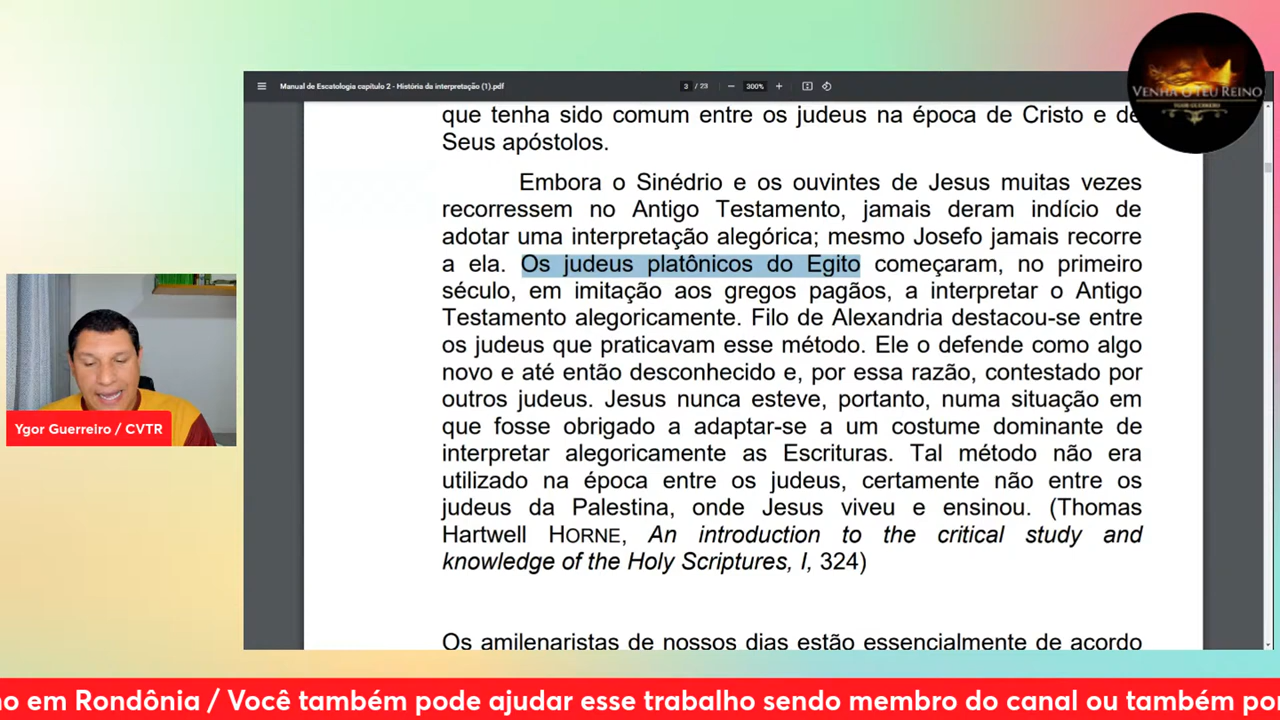 Manual de Escatologia capítulo 2 - História da interpretação (1).pdf
3 / 23
300%
VENHA O TEU REINO
que tenha sido comum entre os judeus na época de Cristo e de
Seus apóstolos.
Embora o Sinédrio e os ouvintes de Jesus muitas vezes
recorressem no Antigo Testamento, jamais deram indício de
adotar uma interpretação alegórica; mesmo Josefo jamais recorre
a ela. Os judeus platônicos do Egito começaram, no primeiro
século, em imitação aos gregos pagãos, a interpretar o Antigo
Testamento alegoricamente. Filo de Alexandria destacou-se entre
os judeus que praticavam esse método. Ele o defende como algo
novo e até então desconhecido e, por essa razão, contestado por
outros judeus. Jesus nunca esteve, portanto, numa situação em
que fosse obrigado a adaptar-se a um costume dominante de
interpretar alegoricamente as Escrituras. Tal método não era
utilizado na época entre os judeus, certamente não entre os
judeus da Palestina, onde Jesus viveu e ensinou. (Thomas
Hartwell HORNE, An introduction to the critical study and
knowledge of the Holy Scriptures, I, 324)
Os amilenaristas de nossos dias estão essencialmente de acordo
Ygor Guerreiro / CVTR
no em Rondônia / Você também pode ajudar esse trabalho sendo membro do canal ou também po